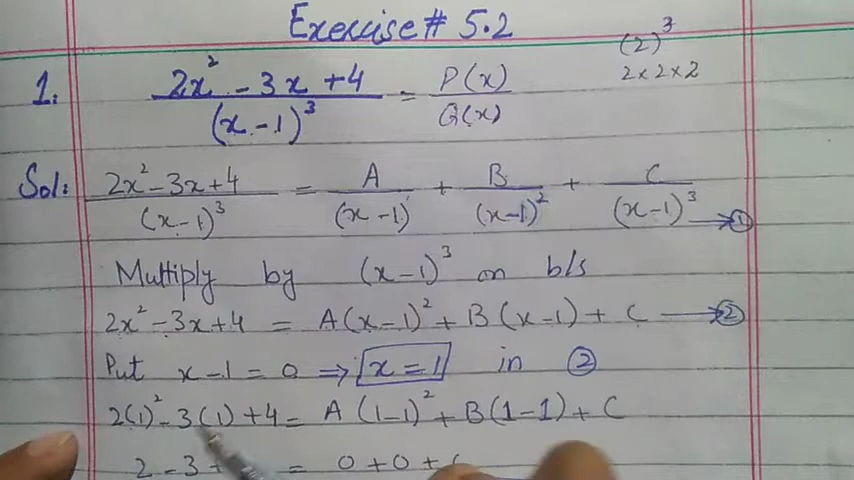 Exercise # 5.2
(2)³
2×2×2
1. (2x² - 3x + 4)/(x - 1)³ = P(x)/Q(x)
Sol: (2x² - 3x + 4)/(x - 1)³ = A/(x - 1) + B/(x - 1)² + C/(x - 1)³ → ①
Multiply by (x - 1)³ on b/s
2x² - 3x + 4 = A(x - 1)² + B(x - 1) + C → ②
Put x - 1 = 0 ⇒ x = 1 in ②
2(1)² - 3(1) + 4 = A(1 - 1)² + B(1 - 1) + C
2 - 3 + = 0 + 0 +